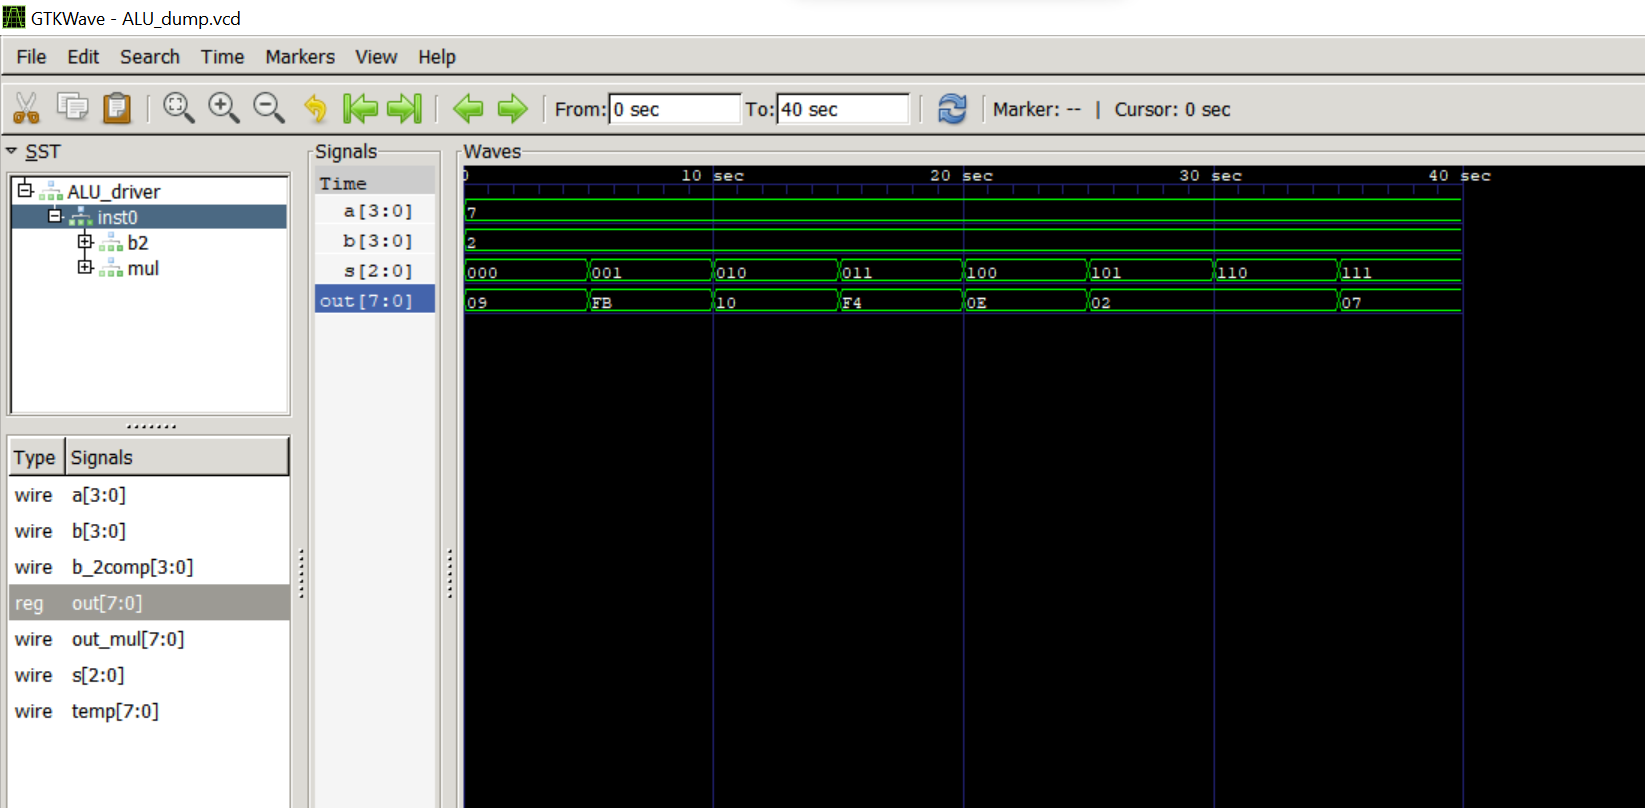 GTKWave - ALU_dump.vcd
File Edit Search Time Markers View Help
From: 0 sec To: 40 sec Marker: -- | Cursor: 0 sec
SST
ALU_driver
inst0
b2
mul
Type Signals
wire a[3:0]
wire b[3:0]
wire b_2comp[3:0]
reg out[7:0]
wire out_mul[7:0]
wire s[2:0]
wire temp[7:0]
Signals
Time
a[3:0]
b[3:0]
s[2:0]
out[7:0]
Waves
0 10 sec 20 sec 30 sec 40 sec
7
2
000 001 010 011 100 101 110 111
09 FB 10 F4 0E 02 07